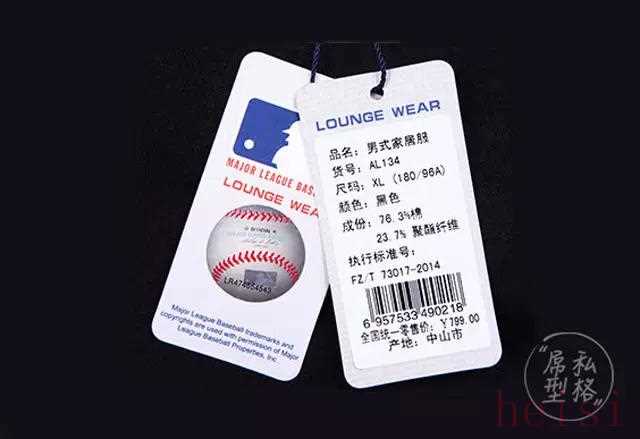 MAJOR LEAGUE BASE
LOUNGE WEA
LR474664543
Major League Baseball trademarks and
copyrights are used with permission of Major
League Baseball Properties, Inc
LOUNGE WEAR
品名：男式家居服
货号：AL134
尺码：XL (180/96A)
颜色：黑色
成份：76.3%棉
23.7% 聚酯纤维
执行标准号：
FZ/T 73017-2014
6 957533 490218
全国统一零售价：￥799.00
产地：中山市
“屌型
私格”
heisi